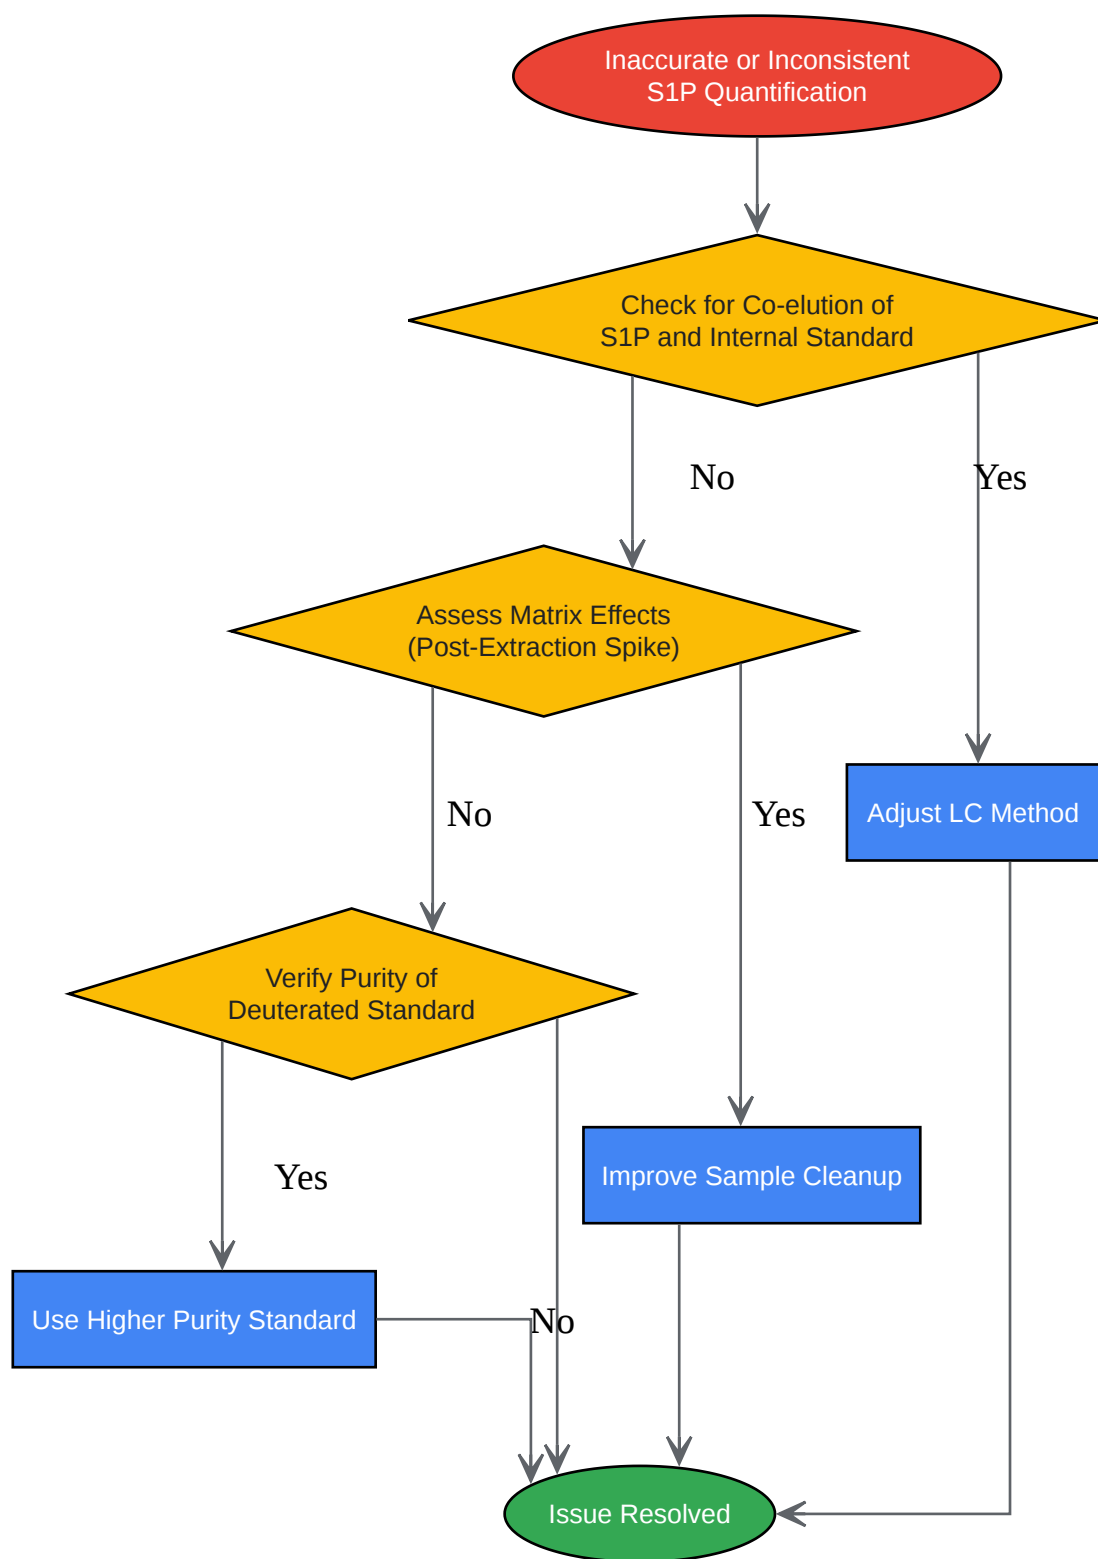 Inaccurate or Inconsistent
S1P Quantification
Check for Co-elution of
S1P and Internal Standard
No
Yes
Assess Matrix Effects
(Post-Extraction Spike)
Adjust LC Method
No
Yes
Verify Purity of
Deuterated Standard
Yes
Improve Sample Cleanup
Use Higher Purity Standard
No
Issue Resolved